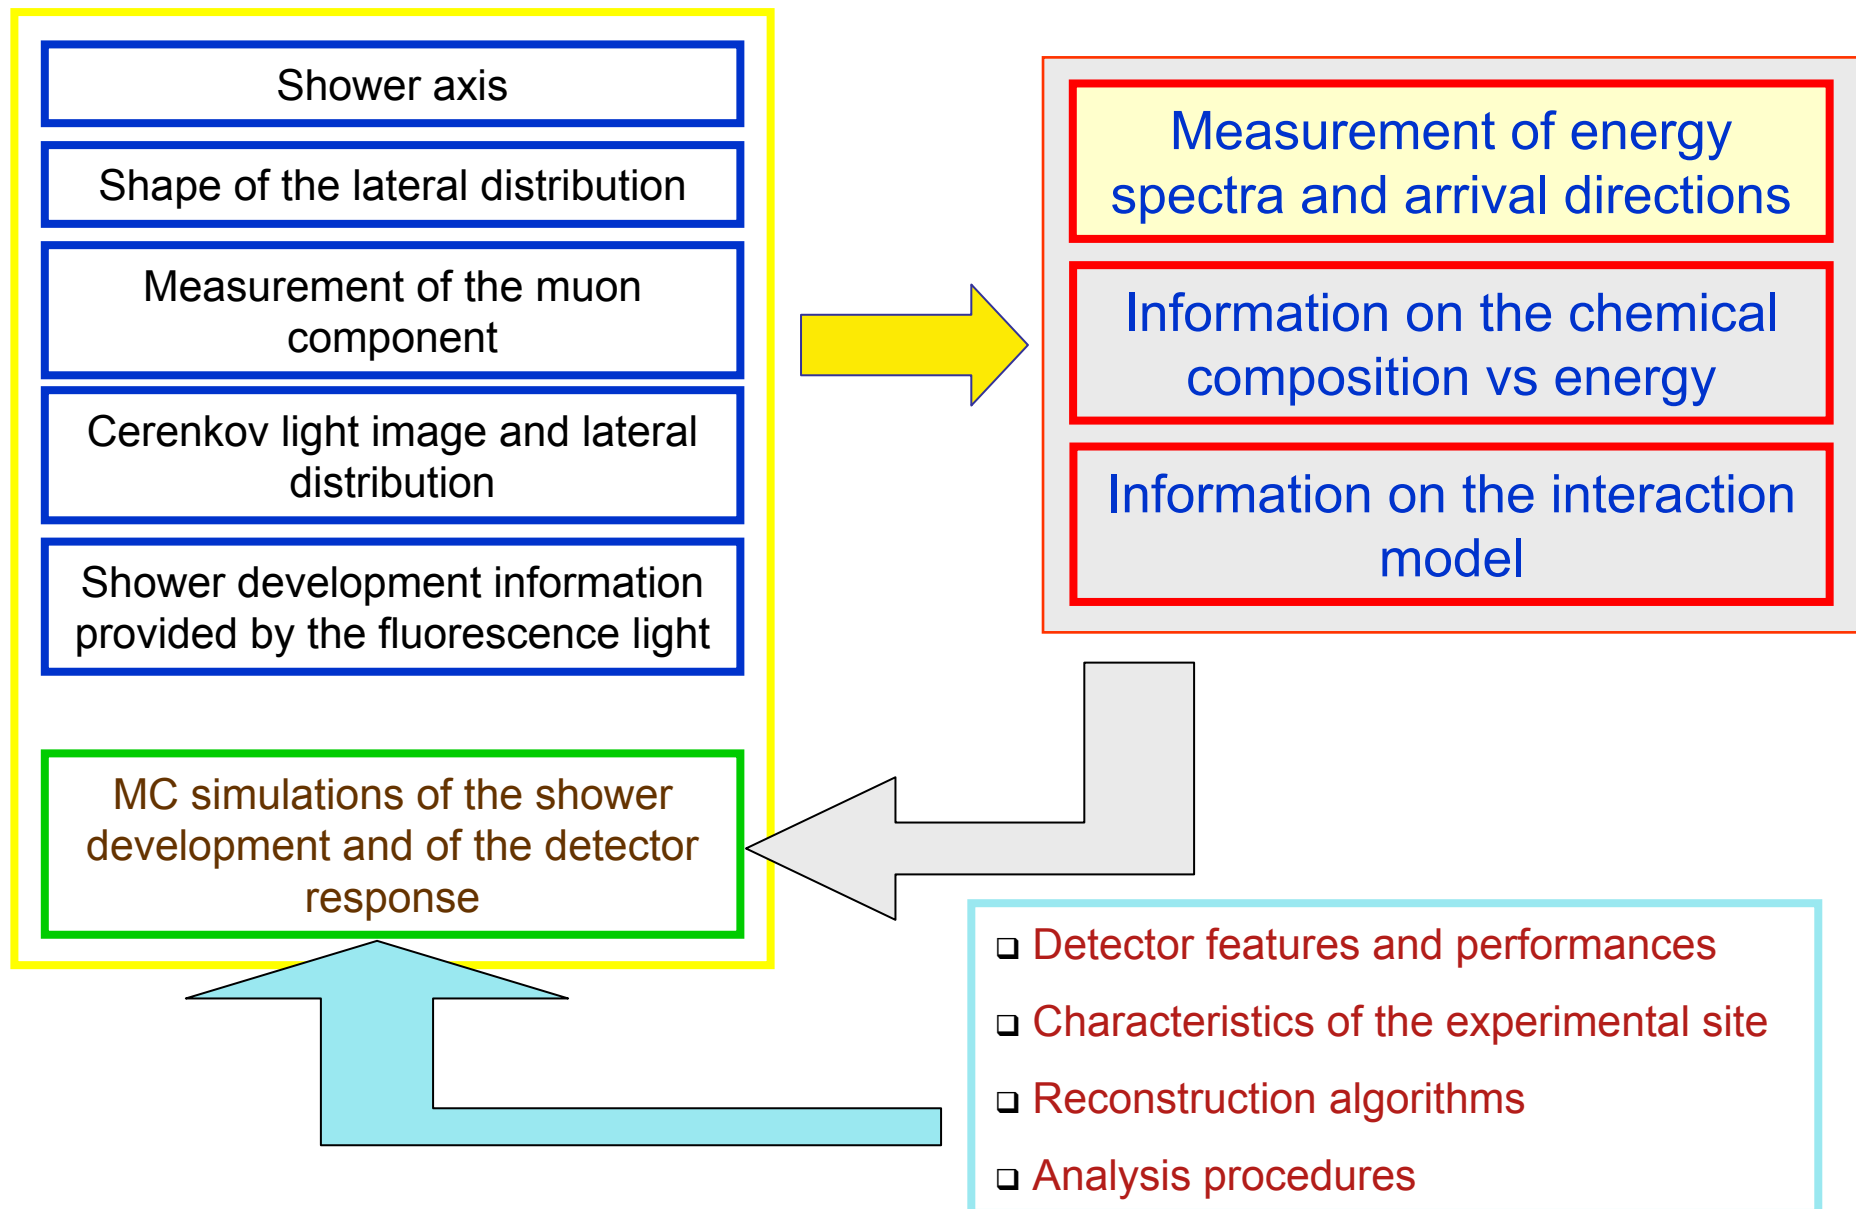 Shower axis
Shape of the lateral distribution
Measurement of the muon
component
Cerenkov light image and lateral
distribution
Shower development information
provided by the fluorescence light
MC simulations of the shower
development and of the detector
response
Measurement of energy
spectra and arrival directions
Information on the chemical
composition vs energy
Information on the interaction
model
❑ Detector features and performances
❑ Characteristics of the experimental site
❑ Reconstruction algorithms
❑ Analysis procedures